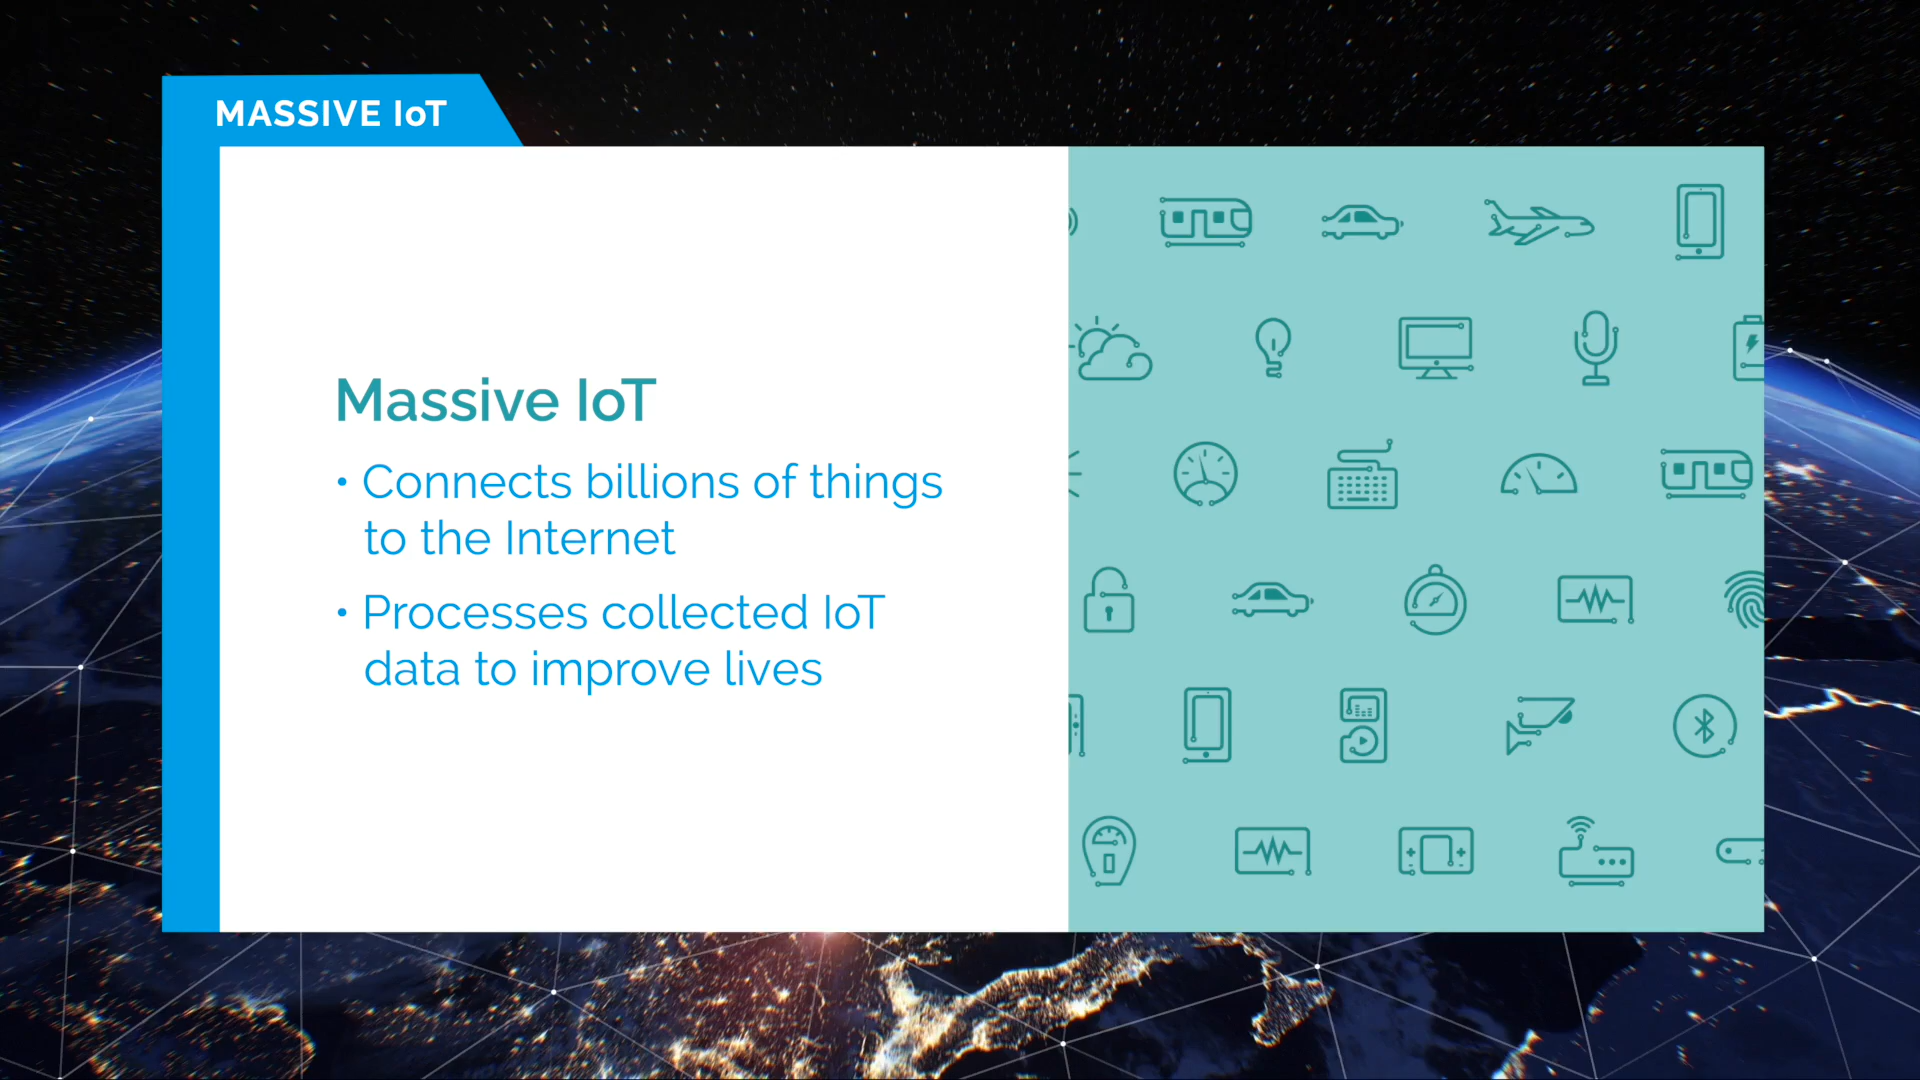 MASSIVE IoT
Massive IoT
• Connects billions of things
to the Internet
• Processes collected IoT
data to improve lives